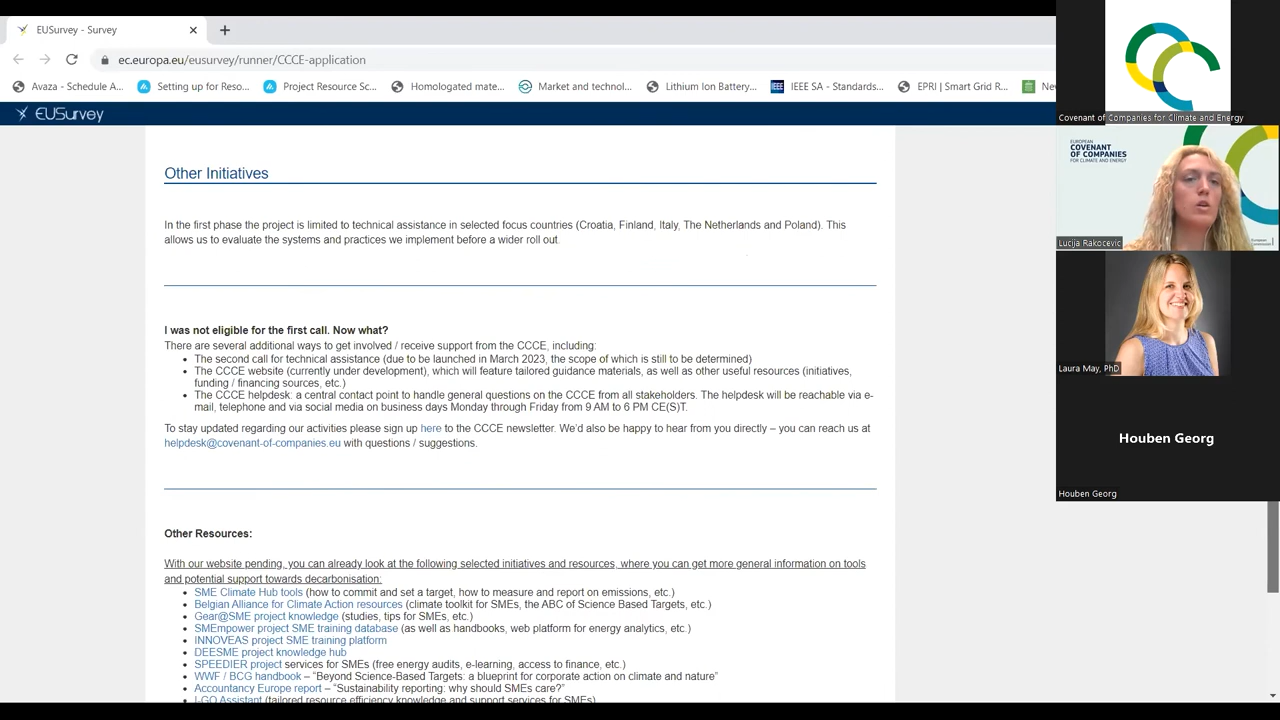 EUSurvey - Survey
ec.europa.eu/eusurvey/runner/CCCE-application
Avaza - Schedule A...
Setting up for Reso...
Project Resource Sc...
Homologated mate...
Market and technol...
Lithium Ion Battery...
IEEE
IEEE SA - Standards...
EPRI | Smart Grid R...
Nev
EUSurvey
Other Initiatives
In the first phase the project is limited to technical assistance in selected focus countries (Croatia, Finland, Italy, The Netherlands and Poland). This
allows us to evaluate the systems and practices we implement before a wider roll out.
I was not eligible for the first call. Now what?
There are several additional ways to get involved / receive support from the CCCE, including:
• The second call for technical assistance (due to be launched in March 2023, the scope of which is still to be determined)
• The CCCE website (currently under development), which will feature tailored guidance materials, as well as other useful resources (initiatives,
funding / financing sources, etc.)
• The CCCE helpdesk: a central contact point to handle general questions on the CCCE from all stakeholders. The helpdesk will be reachable via e-
mail, telephone and via social media on business days Monday through Friday from 9 AM to 6 PM CE(S)T.
To stay updated regarding our activities please sign up here to the CCCE newsletter. We'd also be happy to hear from you directly – you can reach us at
helpdesk@covenant-of-companies.eu with questions / suggestions.
Other Resources:
With our website pending, you can already look at the following selected initiatives and resources, where you can get more general information on tools
and potential support towards decarbonisation:
• SME Climate Hub tools (how to commit and set a target, how to measure and report on emissions, etc.)
• Belgian Alliance for Climate Action resources (climate toolkit for SMEs, the ABC of Science Based Targets, etc.)
• Gear@SME project knowledge (studies, tips for SMEs, etc.)
• SMEmpower project SME training database (as well as handbooks, web platform for energy analytics, etc.)
• INNOVEAS project SME training platform
• DEESME project knowledge hub
• SPEEDIER project services for SMEs (free energy audits, e-learning, access to finance, etc.)
• WWF / BCG handbook – "Beyond Science-Based Targets: a blueprint for corporate action on climate and nature"
• Accountancy Europe report – "Sustainability reporting: why should SMEs care?"
• I-GO Assistant (tailored resource efficiency knowledge and support services for SMEs)
Covenant of Companies for Climate and Energy
EUROPEAN
COVENANT
OF COMPANIES
FOR CLIMATE AND ENERGY
Lucija Rakocevic
Laura May, PhD
Houben Georg
Houben Georg